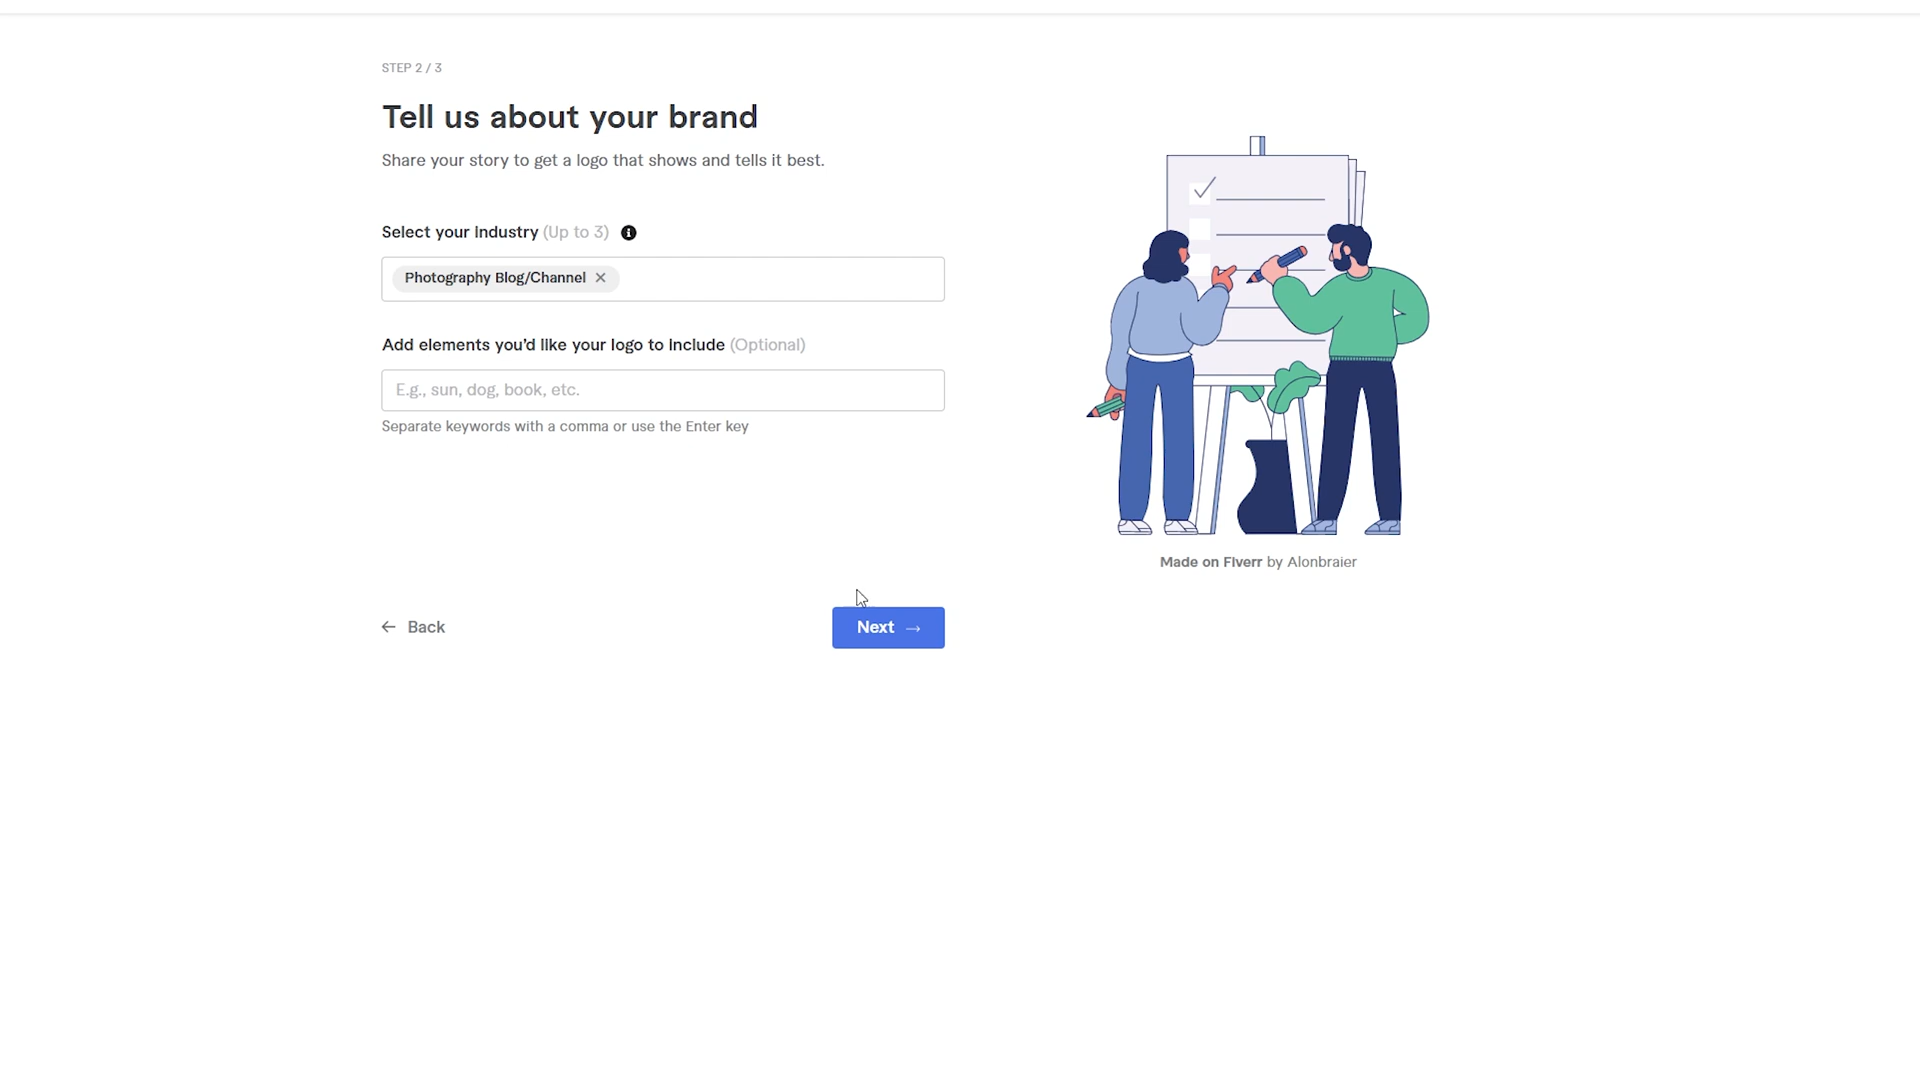 STEP 2 / 3
Tell us about your brand
Share your story to get a logo that shows and tells it best.
Select your industry (Up to 3)
Photography Blog/Channel
Add elements you'd like your logo to include (Optional)
E.g., sun, dog, book, etc.
Separate keywords with a comma or use the Enter key
Made on Fiverr by Alonbraier
← Back
Next →